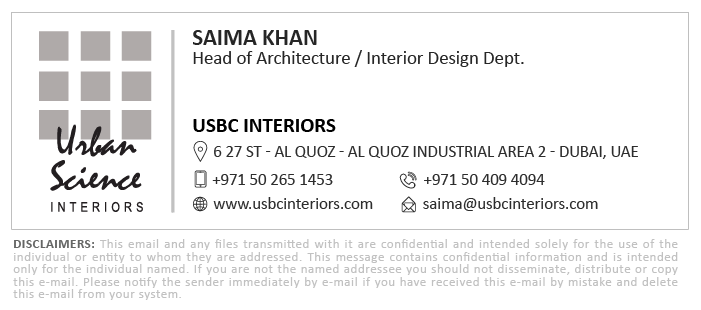 Urban
Science
INTERIORS
SAIMA KHAN
Head of Architecture / Interior Design Dept.
USBC INTERIORS
6 27 ST - AL QUOZ - AL QUOZ INDUSTRIAL AREA 2 - DUBAI, UAE
+971 50 265 1453
+971 50 409 4094
www.usbcinteriors.com
saima@usbcinteriors.com
DISCLAIMERS: This email and any files transmitted with it are confidential and intended solely for the use of the
individual or entity to whom they are addressed. This message contains confidential information and is intended
only for the individual named. If you are not the named addressee you should not disseminate, distribute or copy
this e-mail. Please notify the sender immediately by e-mail if you have received this e-mail by mistake and delete
this e-mail from your system.